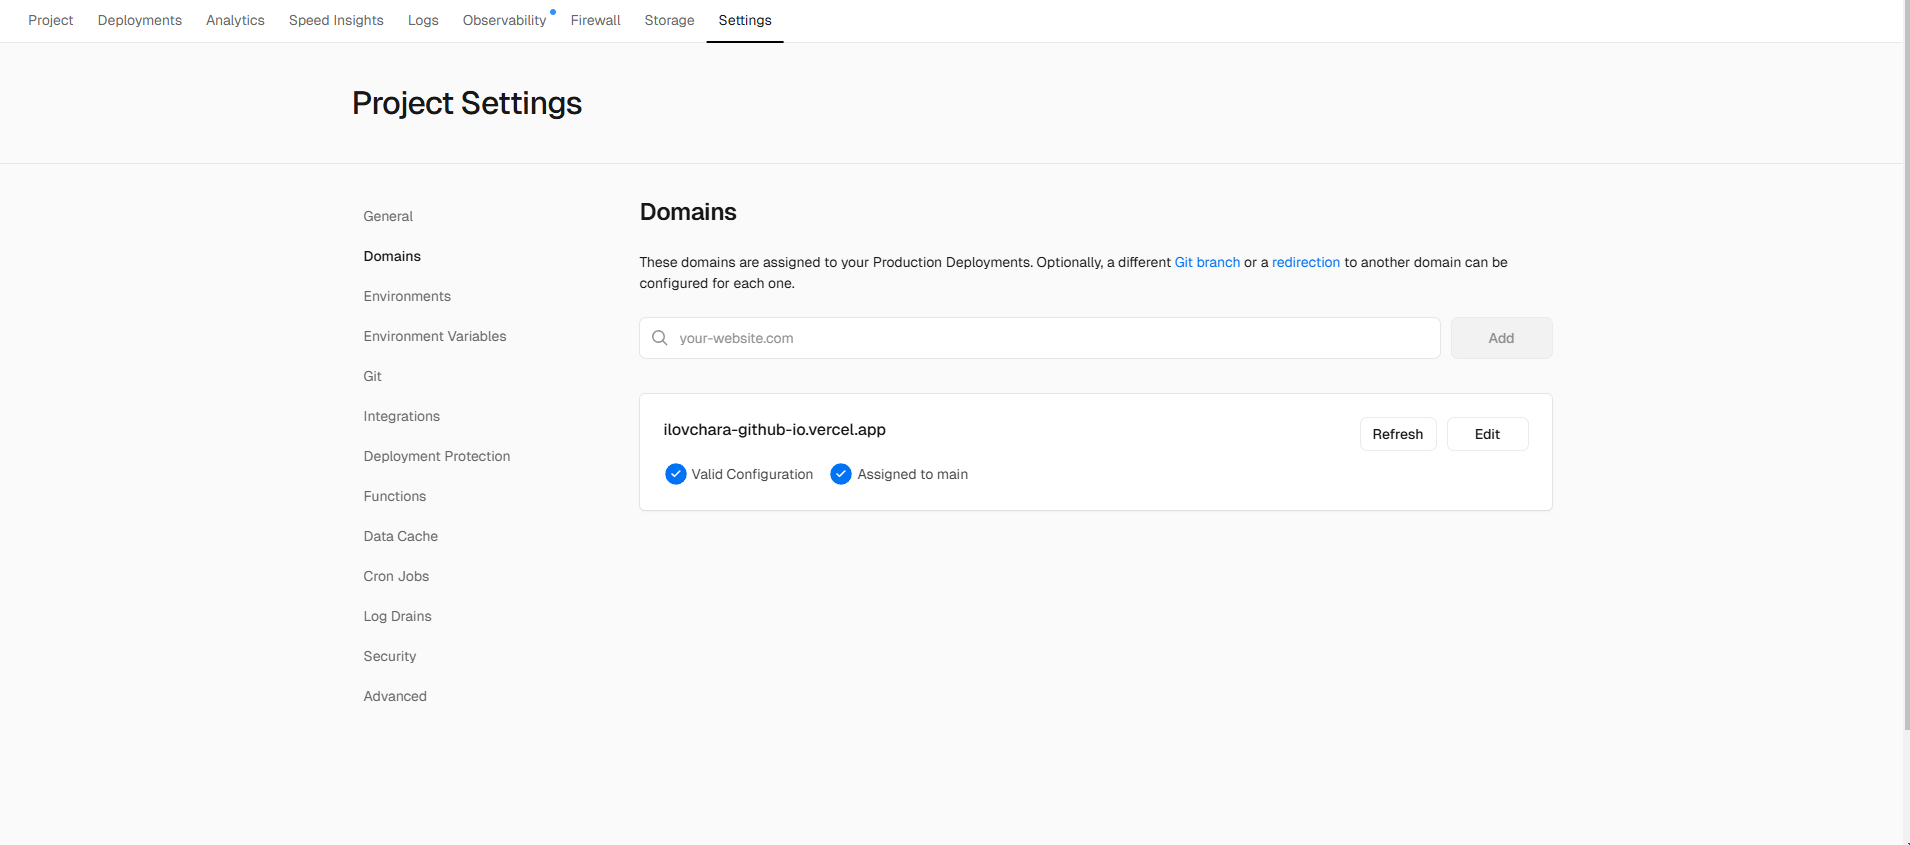 Project Deployments Analytics Speed Insights Logs Observability Firewall Storage Settings
Project Settings
General
Domains
Environments
Environment Variables
Git
Integrations
Deployment Protection
Functions
Data Cache
Cron Jobs
Log Drains
Security
Advanced
Domains
These domains are assigned to your Production Deployments. Optionally, a different Git branch or a redirection to another domain can be
configured for each one.
your-website.com
Add
ilovchara-github-io.vercel.app
Refresh
Edit
Valid Configuration
Assigned to main